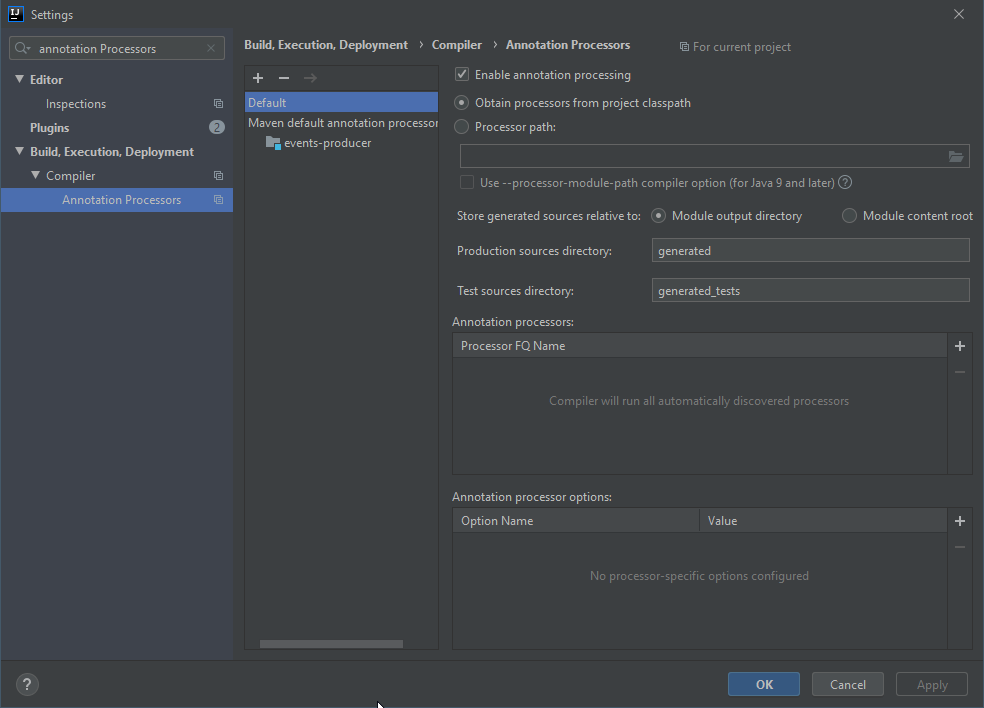 IJ
Settings
annotation Processors
Editor
Inspections
Plugins
2
Build, Execution, Deployment
Compiler
Annotation Processors
Build, Execution, Deployment › Compiler › Annotation Processors
For current project
Default
Maven default annotation processor
events-producer
Enable annotation processing
Obtain processors from project classpath
Processor path:
Use --processor-module-path compiler option (for Java 9 and later) ?
Store generated sources relative to: Module output directory Module content root
Production sources directory: generated
Test sources directory: generated_tests
Annotation processors:
Processor FQ Name
Compiler will run all automatically discovered processors
Annotation processor options:
Option Name Value
No processor-specific options configured
?
OK Cancel Apply